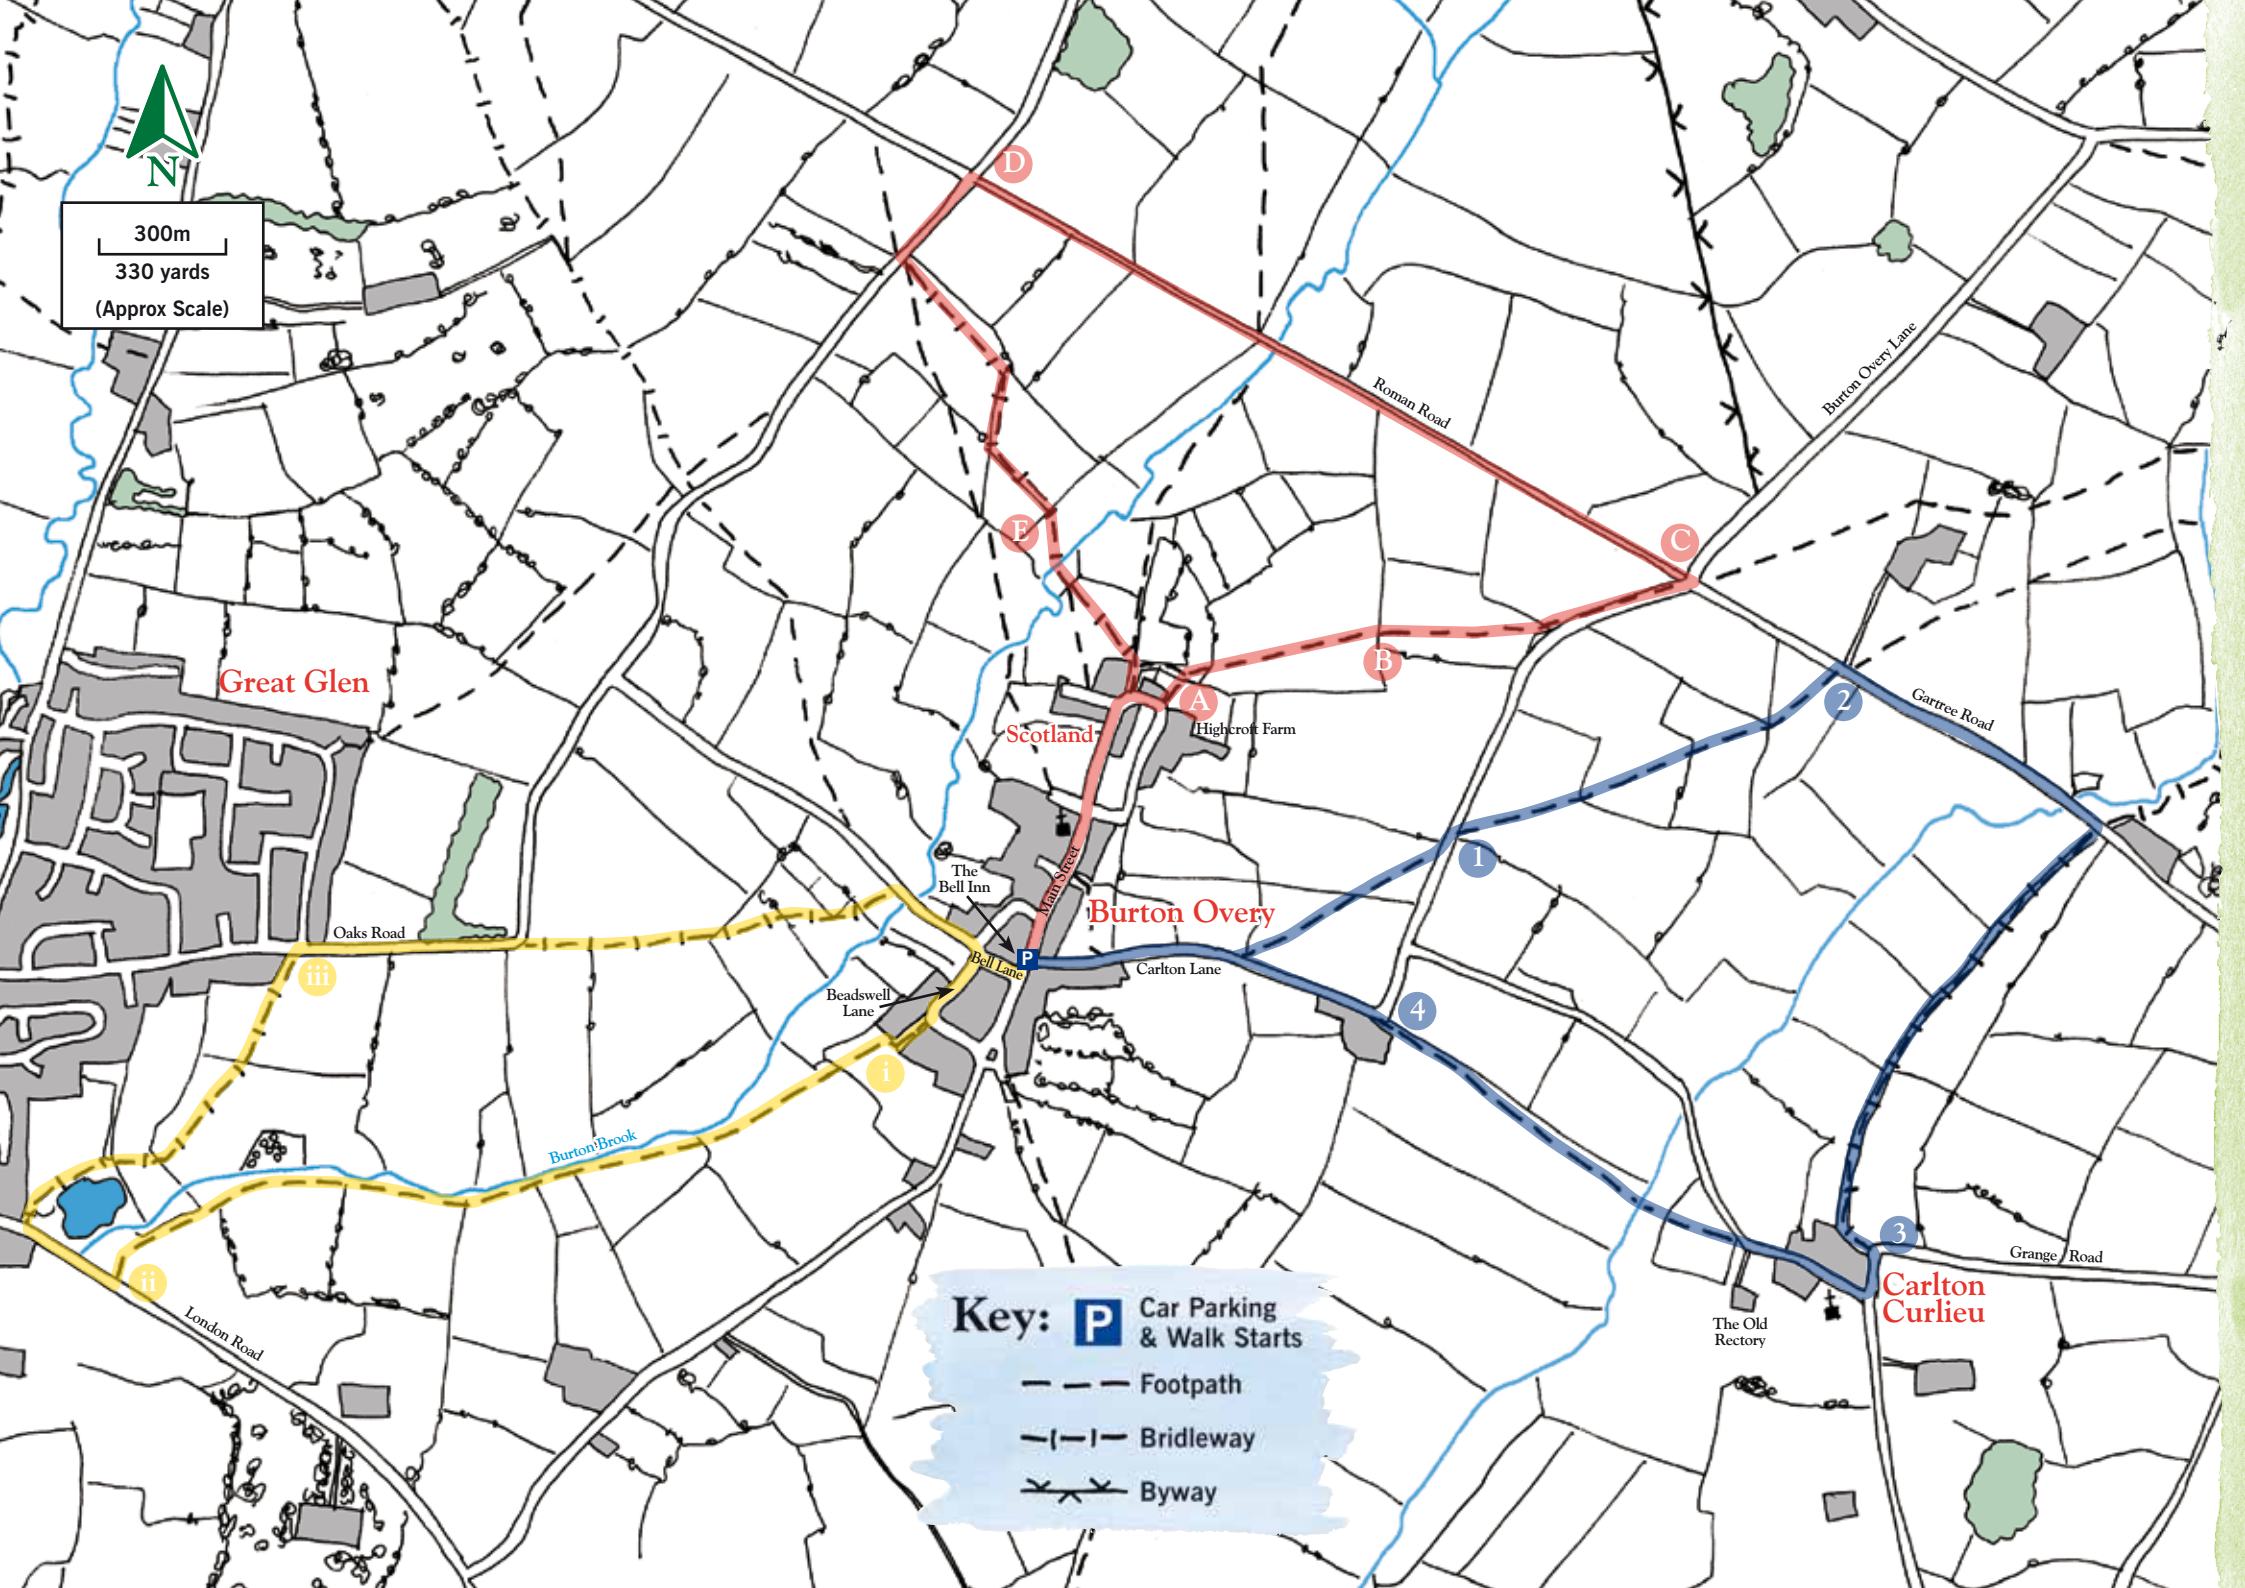 N
300m
330 yards
(Approx Scale)
D
Roman Road
Burton Overy Lane
E
C
B
A
Great Glen
Scotland
Highcroft Farm
2
Gartree Road
The
Bell Inn
Main Street
1
Burton Overy
Oaks Road
iii
P
Bell Lane
Carlton Lane
Beadswell
Lane
4
i
Burton Brook
ii
London Road
3
Grange Road
Carlton
Curlieu
The Old
Rectory
Key:
P
Car Parking
& Walk Starts
Footpath
Bridleway
Byway